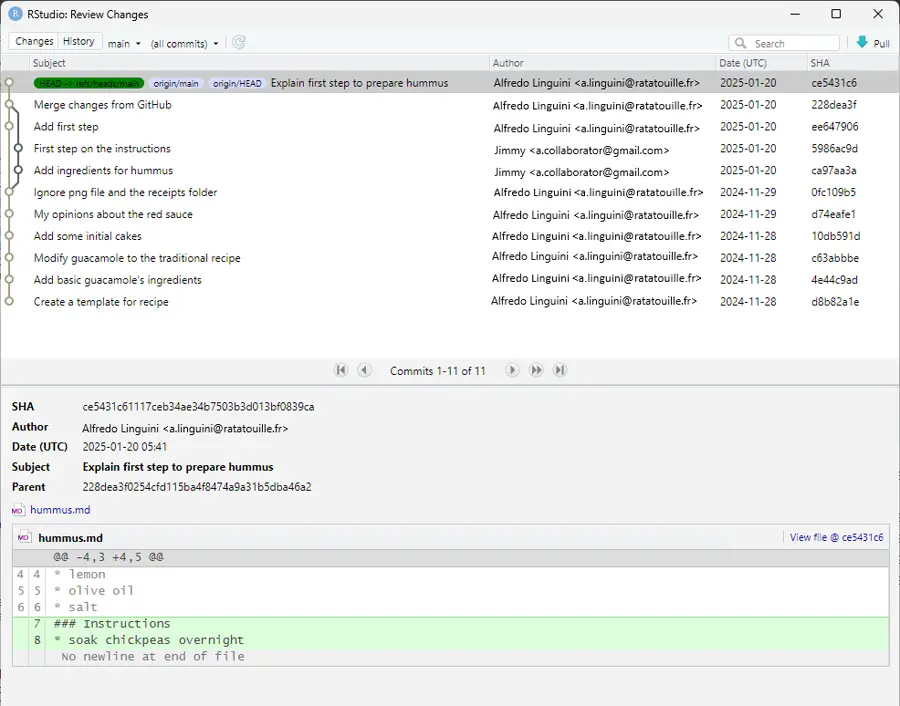 RStudio: Review Changes
Changes History main (all commits) Search Pull
Subject Author Date (UTC) SHA
HEAD -> refs/heads/main origin/main origin/HEAD Explain first step to prepare hummus Alfredo Linguini <a.linguini@ratatouille.fr> 2025-01-20 ce5431c6
Merge changes from GitHub Alfredo Linguini <a.linguini@ratatouille.fr> 2025-01-20 228dea3f
Add first step Alfredo Linguini <a.linguini@ratatouille.fr> 2025-01-20 ee647906
First step on the instructions Jimmy <a.collaborator@gmail.com> 2025-01-20 5986ac9d
Add ingredients for hummus Jimmy <a.collaborator@gmail.com> 2025-01-20 ca97aa3a
Ignore png file and the receipts folder Alfredo Linguini <a.linguini@ratatouille.fr> 2024-11-29 0fc109b5
My opinions about the red sauce Alfredo Linguini <a.linguini@ratatouille.fr> 2024-11-29 d74eafe1
Add some initial cakes Alfredo Linguini <a.linguini@ratatouille.fr> 2024-11-28 10db591d
Modify guacamole to the traditional recipe Alfredo Linguini <a.linguini@ratatouille.fr> 2024-11-28 c63abbbe
Add basic guacamole's ingredients Alfredo Linguini <a.linguini@ratatouille.fr> 2024-11-28 4e44c9ad
Create a template for recipe Alfredo Linguini <a.linguini@ratatouille.fr> 2024-11-28 d8b82a1e
Commits 1-11 of 11
SHA ce5431c61117ceb34ae34b7503b3d013bf0839ca
Author Alfredo Linguini <a.linguini@ratatouille.fr>
Date (UTC) 2025-01-20 05:41
Subject Explain first step to prepare hummus
Parent 228dea3f0254cfd115ba4f8474a9a31b5dba46a2
MD hummus.md
MD hummus.md View file @ ce5431c6
@@ -4,3 +4,5 @@
4 4 * lemon
5 5 * olive oil
6 6 * salt
7 ### Instructions
8 * soak chickpeas overnight
No newline at end of file